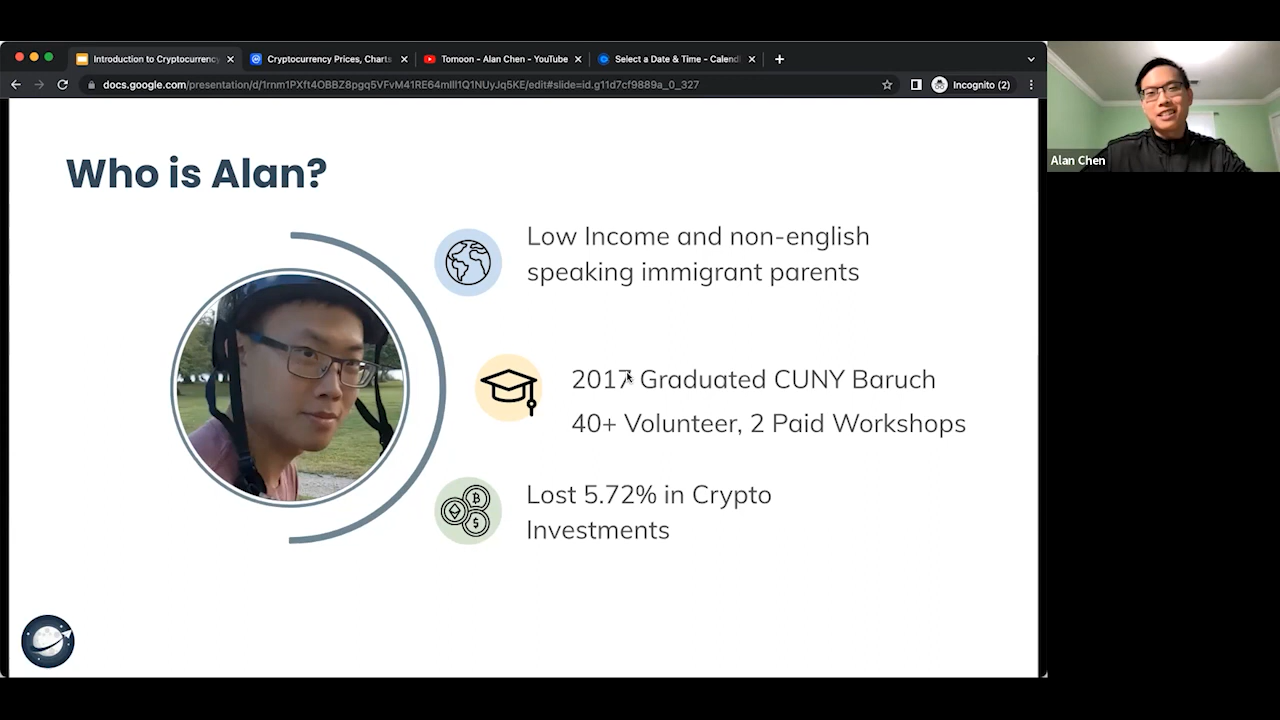 Introduction to Cryptocurrency
Cryptocurrency Prices, Charts
Tomoon - Alan Chen - YouTube
Select a Date & Time - Calendl
docs.google.com/presentation/d/1rnm1PXft4OBBZ8pgq5VFvM41RE64mlll1Q1NUyJq5KE/edit#slide=id.g11d7cf9889a_0_327
Incognito (2)
Alan Chen
Who is Alan?
Low Income and non-english
speaking immigrant parents
2017 Graduated CUNY Baruch
40+ Volunteer, 2 Paid Workshops
Lost 5.72% in Crypto
Investments